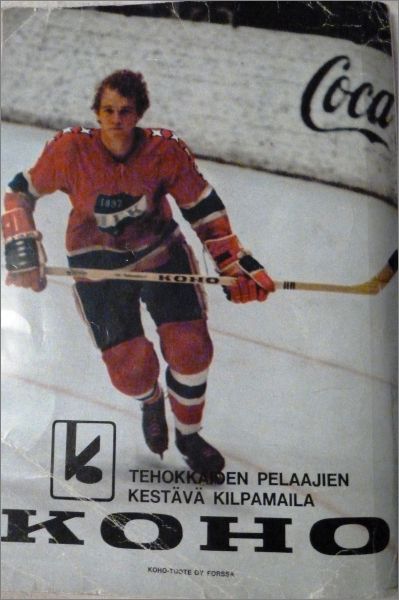 Coca
1897
H.I.F.K
KOHO
TEHOKKAIDEN PELAAJIEN
KESTÄVÄ KILPAMAILA
KOHO
KOHO-TUOTE OY FORSSA